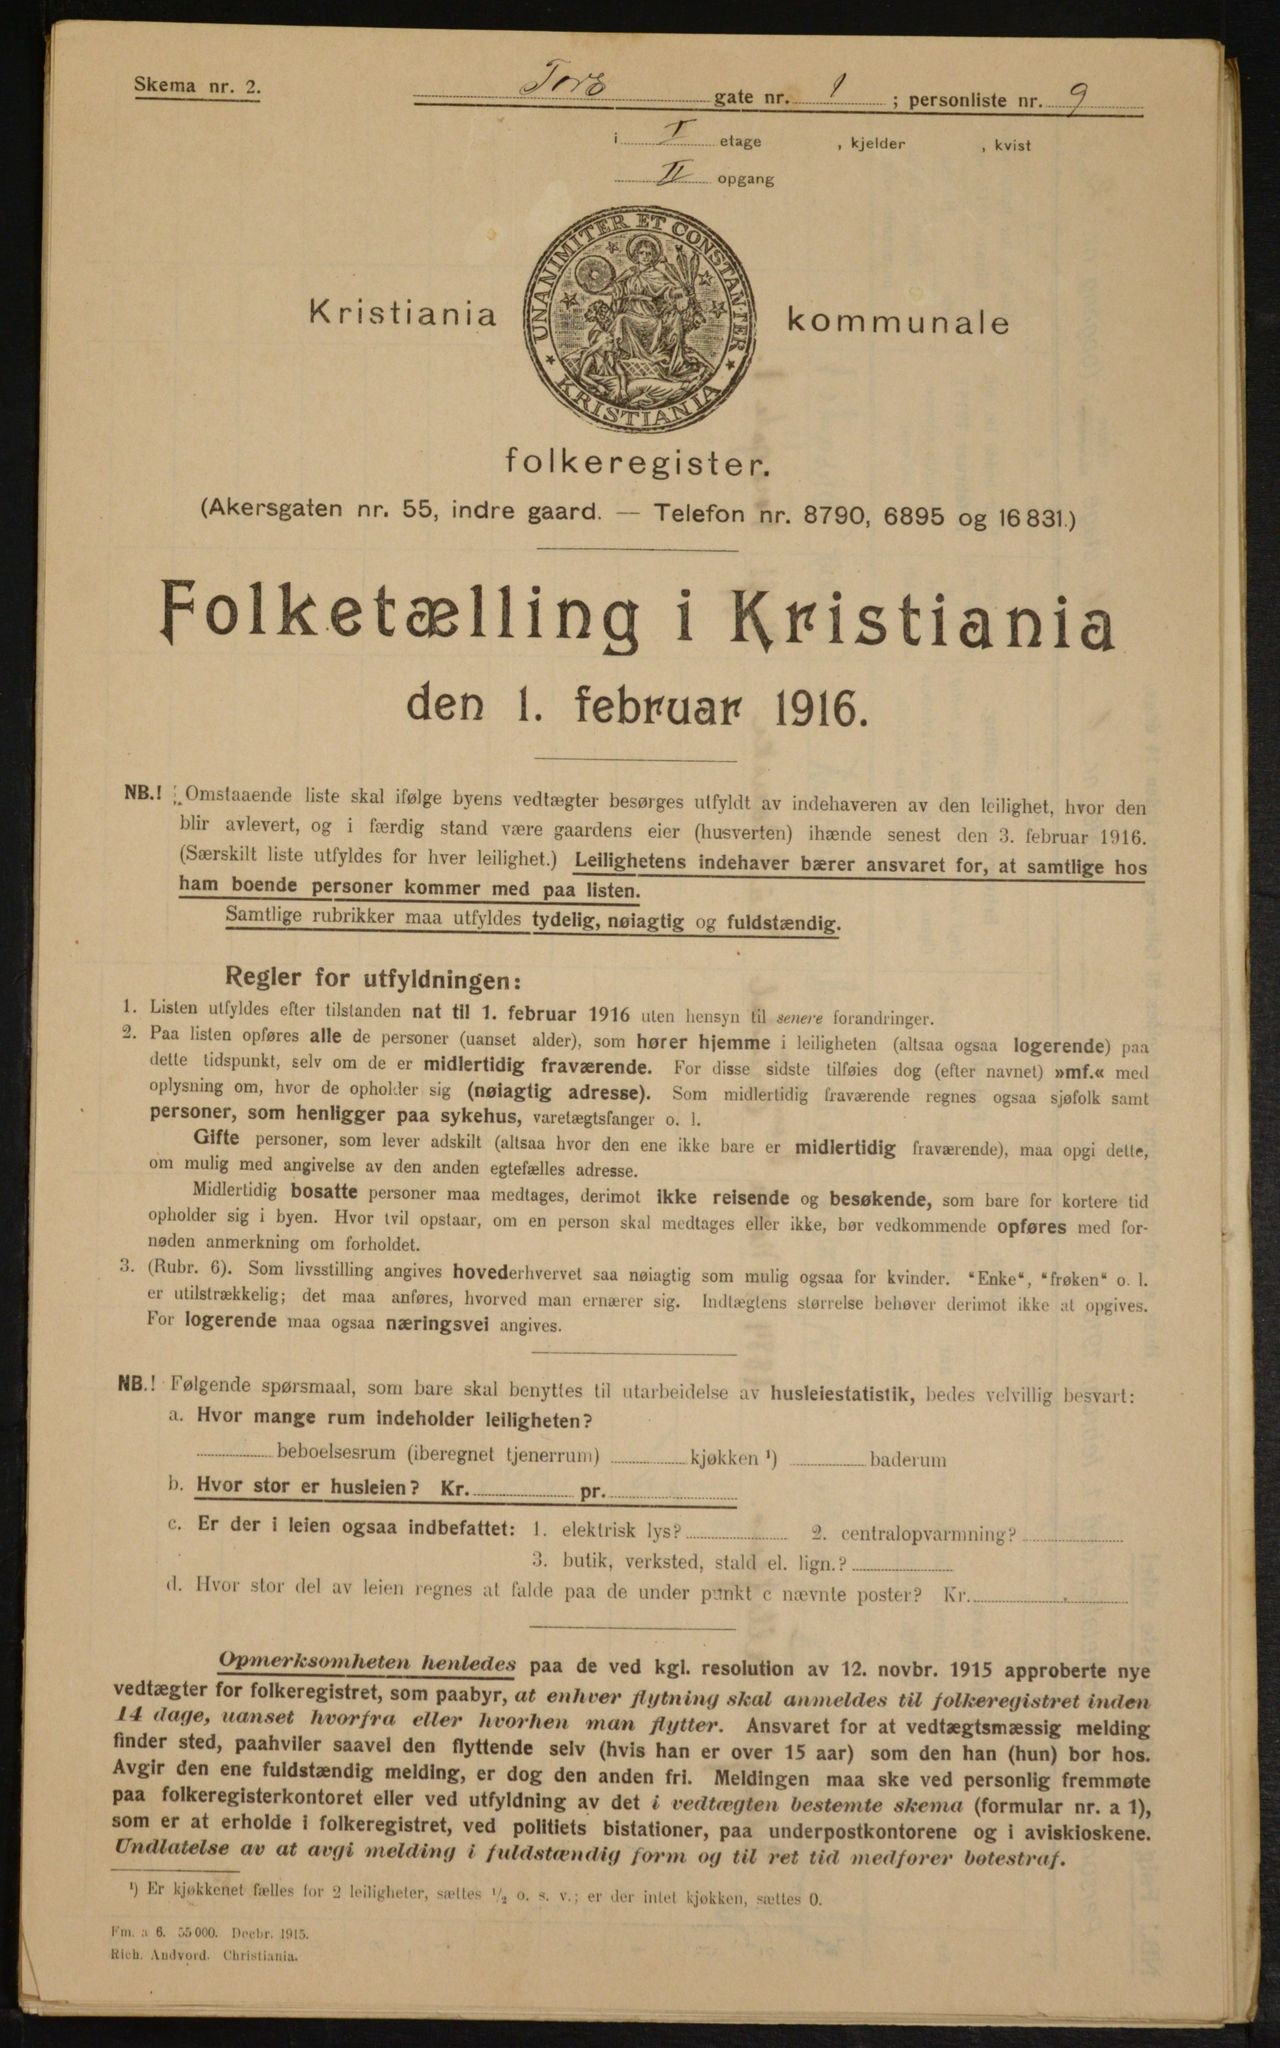 Skema nr. 2.
Tors gate nr. 1 ; personliste nr. 9
i I etage , kjelder , kvist
II opgang
UNANIMITER ET CONSTANTER
KRISTIANIA
Kristiania kommunale
folkeregister.
(Akersgaten nr. 55, indre gaard. — Telefon nr. 8790, 6895 og 16 831.)
Folketælling i Kristiania
den 1. februar 1916.
NB.! Omstaaende liste skal ifølge byens vedtægter besørges utfyldt av indehaveren av den leilighet, hvor den
blir avlevert, og i færdig stand være gaardens eier (husverten) ihænde senest den 3. februar 1916.
(Særskilt liste utfyldes for hver leilighet.) Leilighetens indehaver bærer ansvaret for, at samtlige hos
ham boende personer kommer med paa listen.
Samtlige rubrikker maa utfyldes tydelig, nøiagtig og fuldstændig.
Regler for utfyldningen:
1. Listen utfyldes efter tilstanden nat til 1. februar 1916 uten hensyn til senere forandringer.
2. Paa listen opføres alle de personer (uanset alder), som hører hjemme i leiligheten (altsaa ogsaa logerende) paa
dette tidspunkt, selv om de er midlertidig fraværende. For disse sidste tilføies dog (efter navnet) »mf.« med
oplysning om, hvor de opholder sig (nøiagtig adresse). Som midlertidig fraværende regnes ogsaa sjøfolk samt
personer, som henligger paa sykehus, varetægtsfanger o. l.
Gifte personer, som lever adskilt (altsaa hvor den ene ikke bare er midlertidig fraværende), maa opgi dette,
om mulig med angivelse av den anden egtefælles adresse.
Midlertidig bosatte personer maa medtages, derimot ikke reisende og besøkende, som bare for kortere tid
opholder sig i byen. Hvor tvil opstaar, om en person skal medtages eller ikke, bør vedkommende opføres med for-
nøden anmerkning om forholdet.
3. (Rubr. 6). Som livsstilling angives hovederhvervet saa nøiagtig som mulig ogsaa for kvinder. "Enke", "frøken" o. l.
er utilstrækkelig; det maa anføres, hvorved man ernærer sig. Indtægtens størrelse behøver derimot ikke at opgives.
For logerende maa ogsaa næringsvei angives.
NB.! Følgende spørsmaal, som bare skal benyttes til utarbeidelse av husleiestatistik, bedes velvillig besvart:
a. Hvor mange rum indeholder leiligheten?
beboelsesrum (iberegnet tjenerrum) kjøkken ¹) baderum
b. Hvor stor er husleien? Kr. pr.
c. Er der i leien ogsaa indbefattet: 1. elektrisk lys? 2. centralopvarmning?
3. butik, verksted, stald el. lign.?
d. Hvor stor del av leien regnes at falde paa de under punkt c nævnte poster? Kr.
Opmerksomheten henledes paa de ved kgl. resolution av 12. novbr. 1915 approberte nye
vedtægter for folkeregistret, som paabyr, at enhver flytning skal anmeldes til folkeregistret inden
14 dage, uanset hvorfra eller hvorhen man flytter. Ansvaret for at vedtægtsmæssig melding
finder sted, paahviler saavel den flyttende selv (hvis han er over 15 aar) som den han (hun) bor hos.
Avgir den ene fuldstændig melding, er dog den anden fri. Meldingen maa ske ved personlig fremmøte
paa folkeregisterkontoret eller ved utfyldning av det i vedtægten bestemte skema (formular nr. a 1),
som er at erholde i folkeregistret, ved politiets bistationer, paa underpostkontorene og i aviskioskene.
Undlatelse av at avgi melding i fuldstændig form og til ret tid medfører bøtestraf.
¹) Er kjøkkenet fælles for 2 leiligheter, sættes ½ o. s. v.; er der intet kjøkken, sættes 0.
Fm. a 6. 55 000. Decbr. 1915.
Rich. Andvord. Christiania.